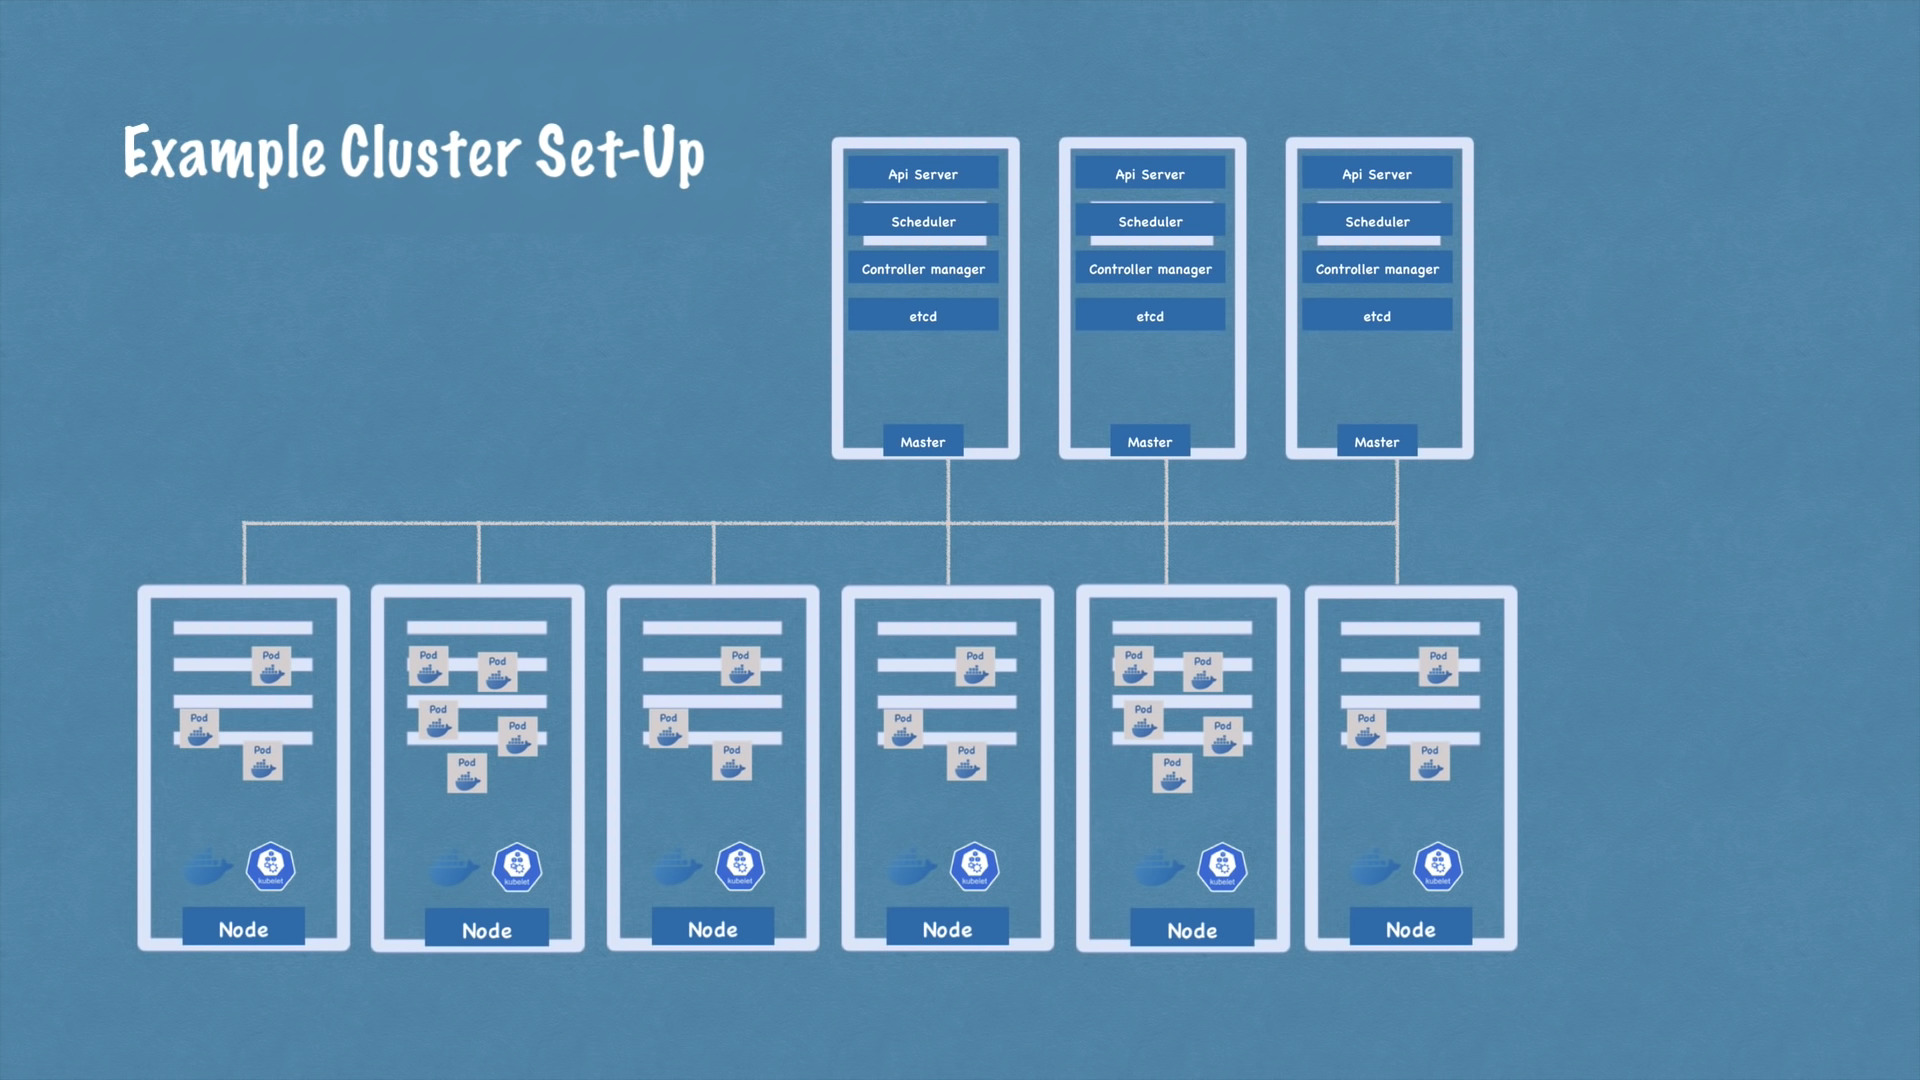 Example Cluster Set-Up
Api Server
Scheduler
Controller manager
etcd
Master
Api Server
Scheduler
Controller manager
etcd
Master
Api Server
Scheduler
Controller manager
etcd
Master
Pod
Pod
Pod
kubelet
Node
Pod
Pod
Pod
Pod
Pod
kubelet
Node
Pod
Pod
Pod
kubelet
Node
Pod
Pod
Pod
kubelet
Node
Pod
Pod
Pod
Pod
Pod
kubelet
Node
Pod
Pod
Pod
kubelet
Node